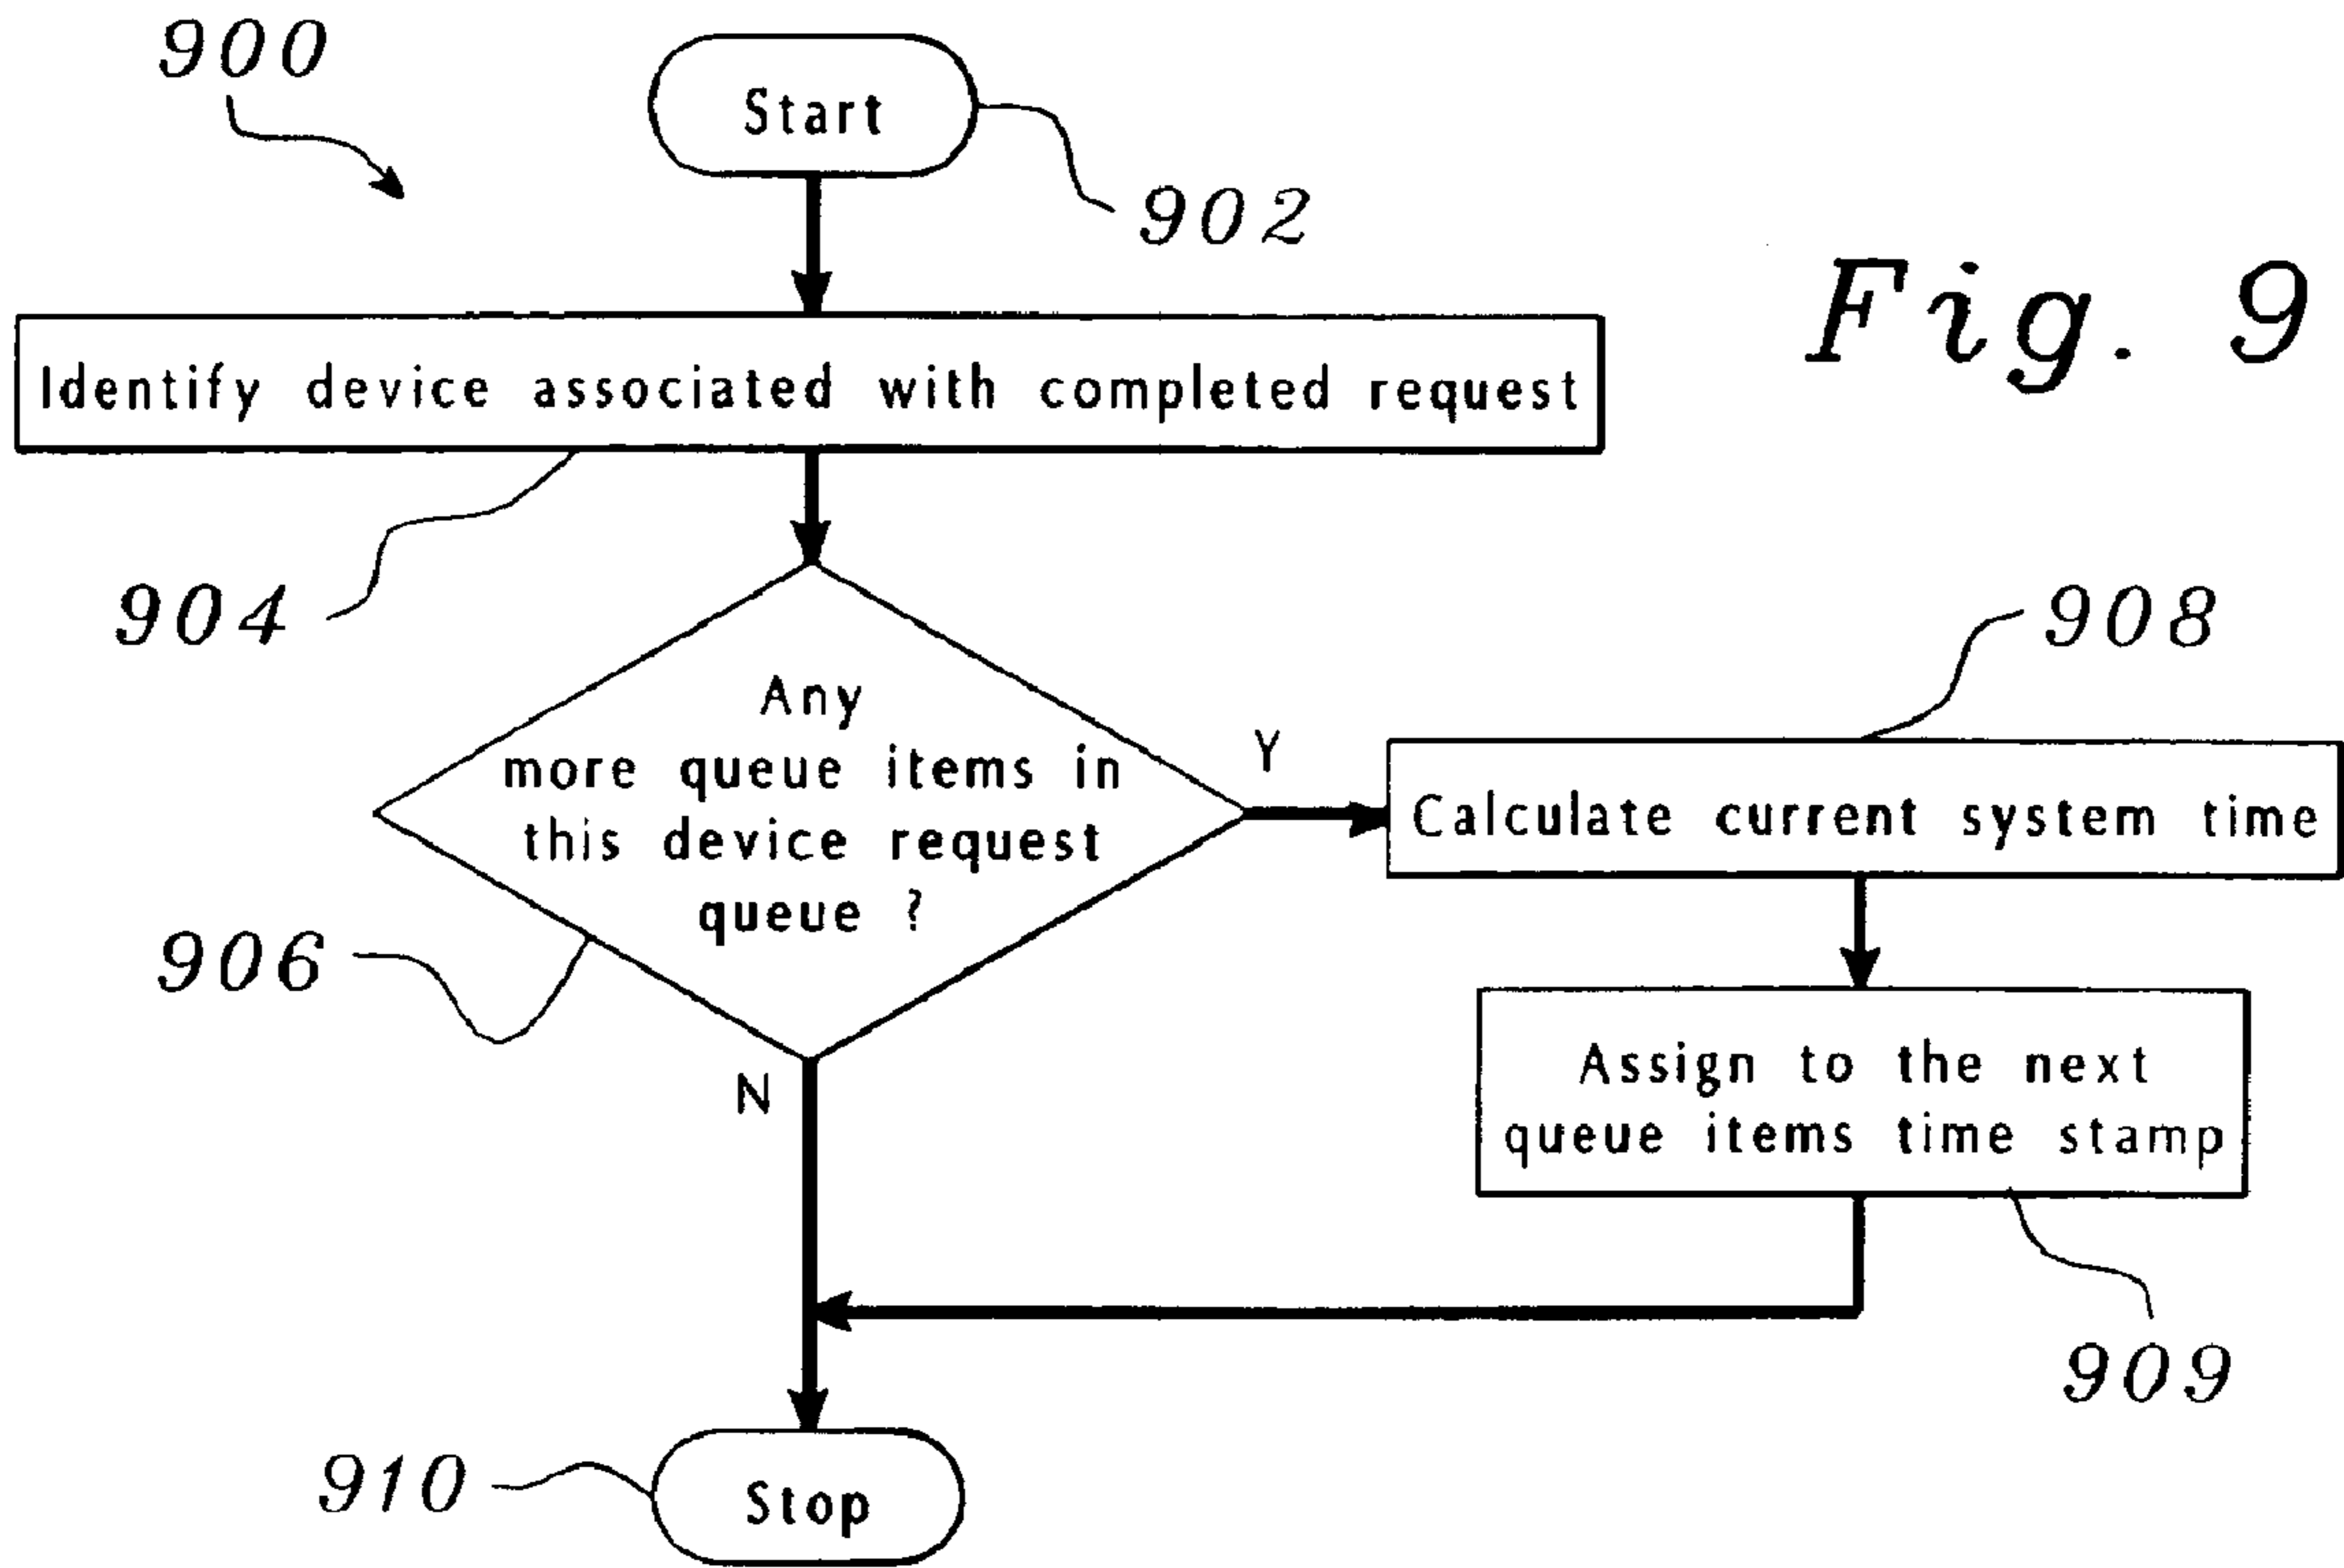 900
Start
902
Fig. 9
Identify device associated with completed request
904
908
Any
more queue items in
this device request
queue ?
Y
Calculate current system time
906
N
Assign to the next
queue items time stamp
909
910
Stop